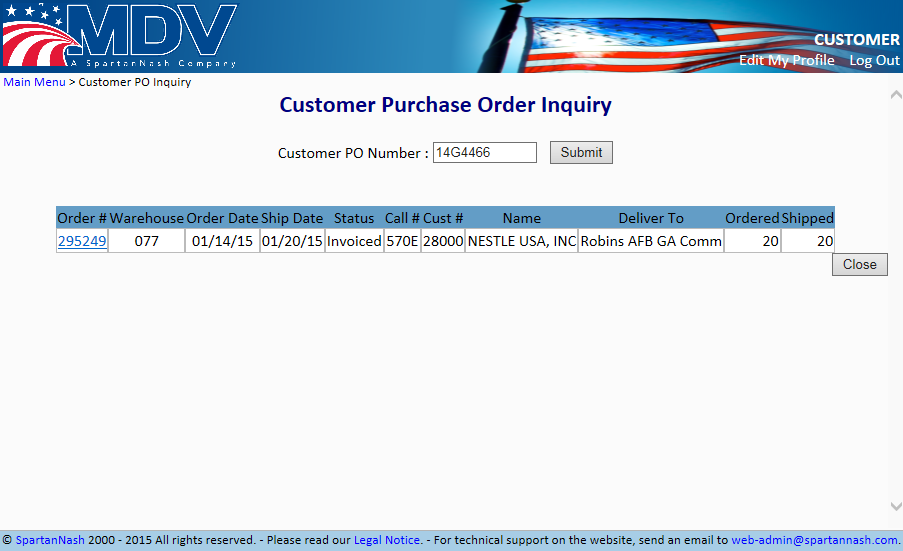 MDV
A SpartanNash Company
CUSTOMER
Edit My Profile Log Out
Main Menu > Customer PO Inquiry
Customer Purchase Order Inquiry
Customer PO Number : 14G4466 Submit
Order # Warehouse Order Date Ship Date Status Call # Cust # Name Deliver To Ordered Shipped
295249 077 01/14/15 01/20/15 Invoiced 570E 28000 NESTLE USA, INC Robins AFB GA Comm 20 20
Close
© SpartanNash 2000 - 2015 All rights reserved. - Please read our Legal Notice. - For technical support on the website, send an email to web-admin@spartannash.com.